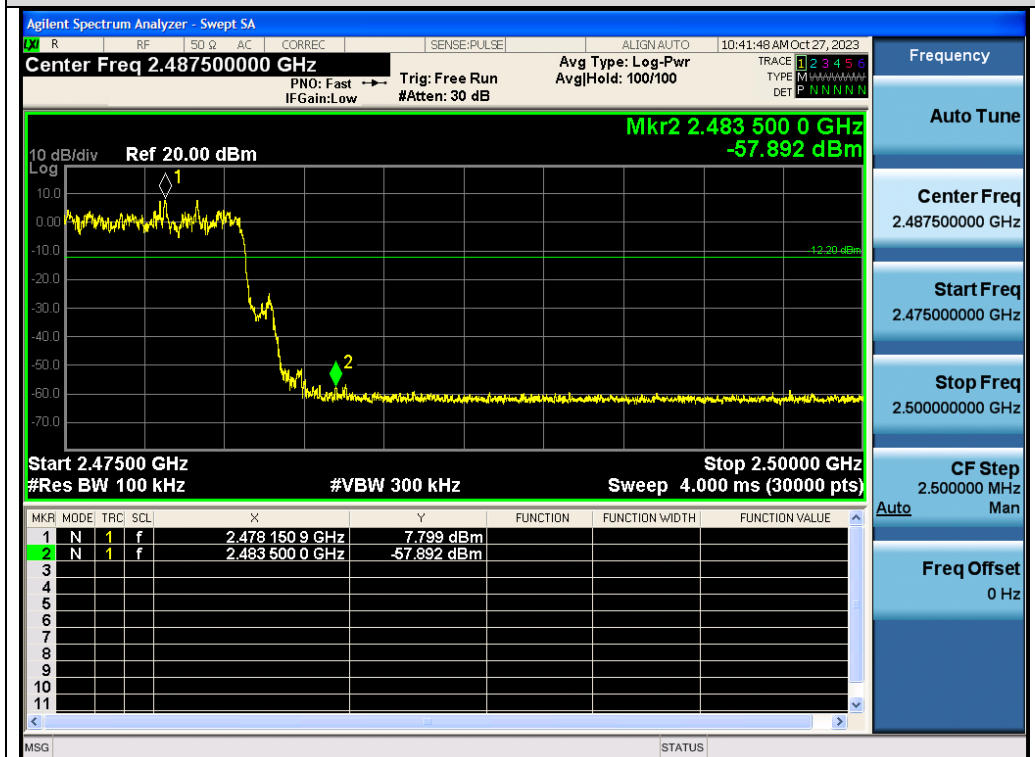 Agilent Spectrum Analyzer - Swept SA
LXI R RF 50 Ω AC CORREC SENSE:PULSE ALIGN AUTO 10:41:48 AM Oct 27, 2023
Center Freq 2.487500000 GHz
PNO: Fast
IFGain:Low
Trig: Free Run
#Atten: 30 dB
Avg Type: Log-Pwr
Avg|Hold: 100/100
TRACE 1 2 3 4 5 6
TYPE M
DET P N N N N N
Mkr2 2.483 500 0 GHz
-57.892 dBm
10 dB/div Ref 20.00 dBm
Log
1
10.0
0.00
-10.0
-12.20 dBm
-20.0
-30.0
-40.0
-50.0
2
-60.0
-70.0
Start 2.47500 GHz Stop 2.50000 GHz
#Res BW 100 kHz #VBW 300 kHz Sweep 4.000 ms (30000 pts)
MKR MODE TRC SCL X Y FUNCTION FUNCTION WIDTH FUNCTION VALUE
1 N 1 f 2.478 150 9 GHz 7.799 dBm
2 N 1 f 2.483 500 0 GHz -57.892 dBm
3
4
5
6
7
8
9
10
11
MSG STATUS
Frequency
Auto Tune
Center Freq
2.487500000 GHz
Start Freq
2.475000000 GHz
Stop Freq
2.500000000 GHz
CF Step
2.500000 MHz
Auto Man
Freq Offset
0 Hz